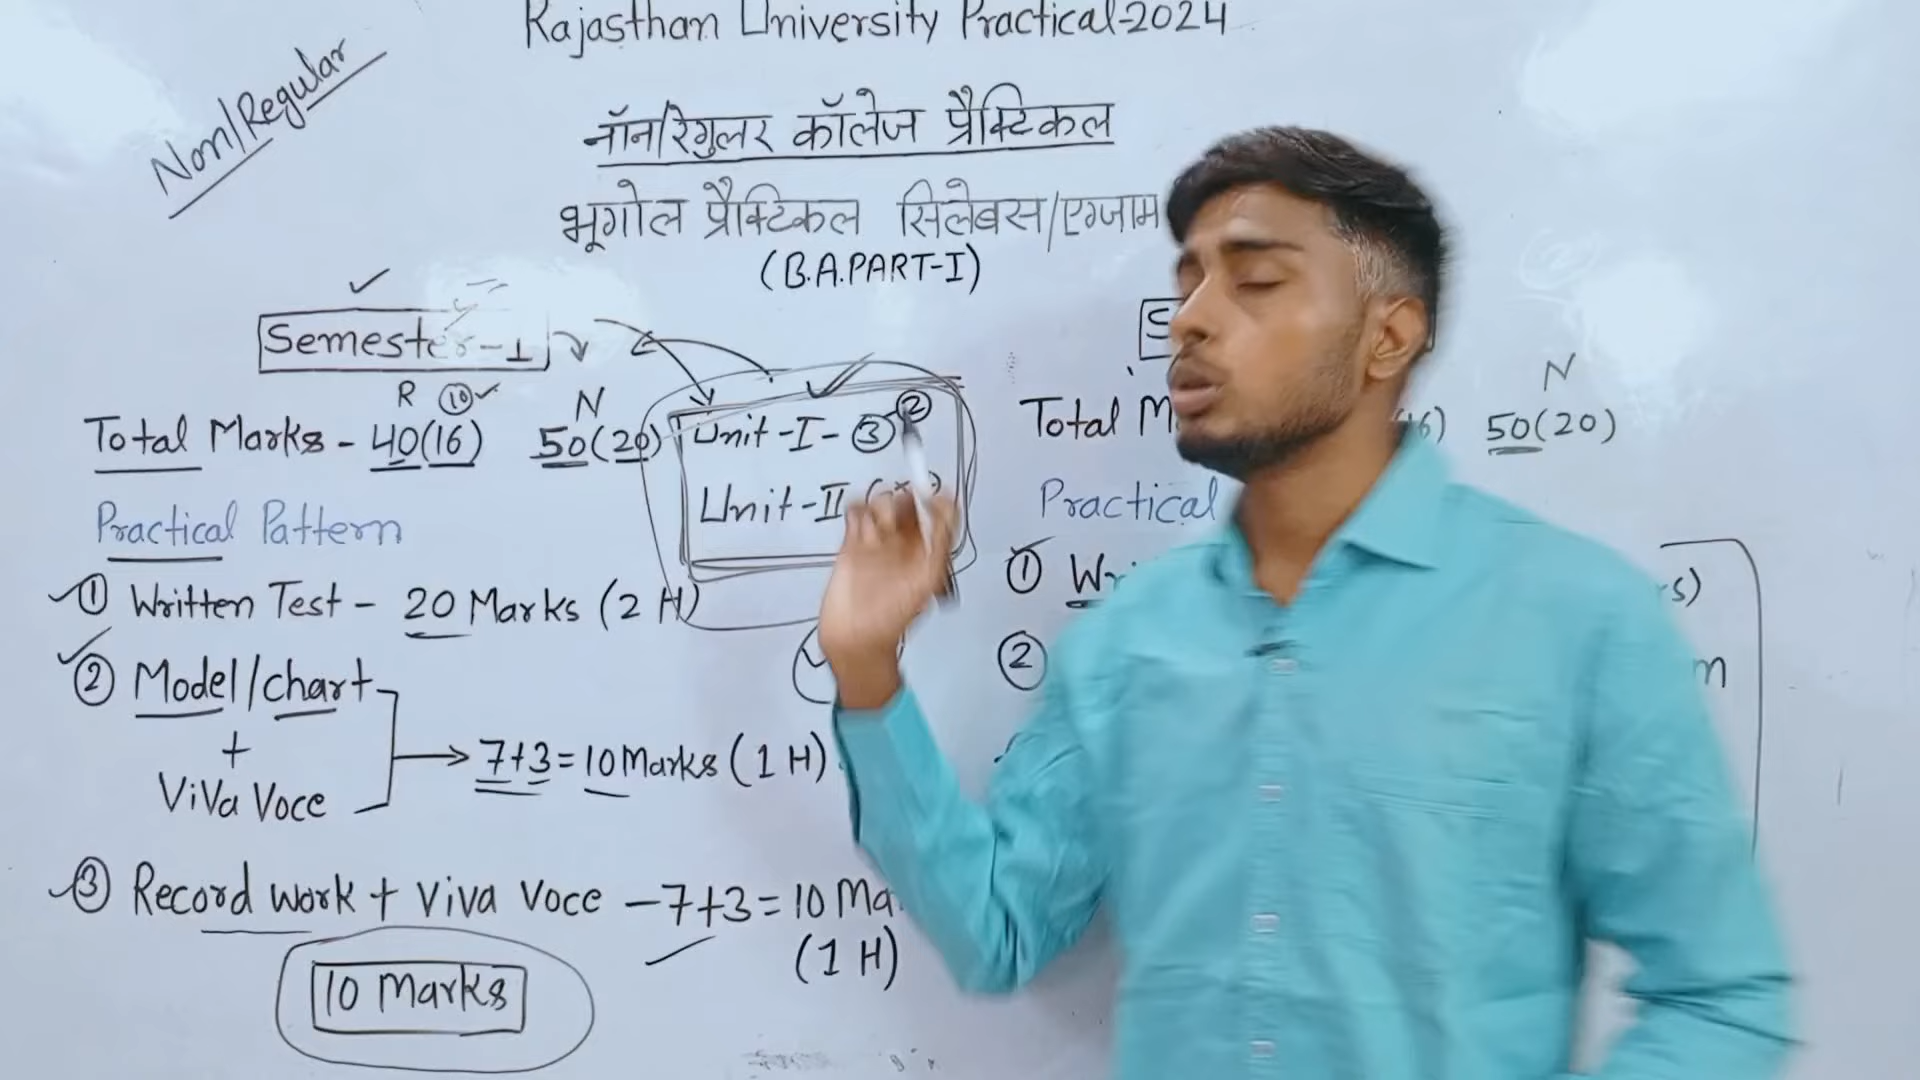 Rajasthan University Practical-2024
Non/Regular
नॉन/रेगुलर कॉलेज प्रैक्टिकल
भूगोल प्रैक्टिकल सिलेबस/एग्जाम
(B.A.PART-I)
Semester-I
R 10 N
Total Marks - 40(16) 50(20)
Unit-I- 3 2
Unit-II
Practical Pattern
1 Written Test - 20 Marks (2 H)
2 Model/chart
+
ViVa Voce
7+3=10 Marks (1 H)
3 Record work + Viva Voce - 7+3=10 Ma
(1 H)
10 Marks
S
N
Total M 16) 50(20)
Practical
1 Wri s)
2 m